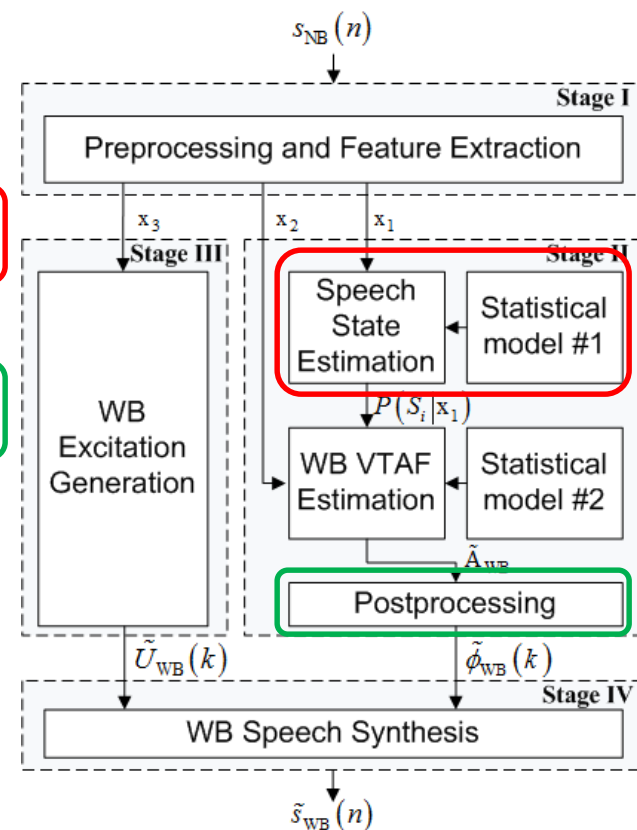 s_NB(n)
Stage I
Preprocessing and Feature Extraction
x_3
x_2
x_1
Stage III
Stage II
Speech
State
Estimation
Statistical
model #1
P(S_i|x_1)
WB
Excitation
Generation
WB VTAF
Estimation
Statistical
model #2
Ã_WB
Postprocessing
Ũ_WB(k)
ϕ̃_WB(k)
Stage IV
WB Speech Synthesis
s̃_WB(n)